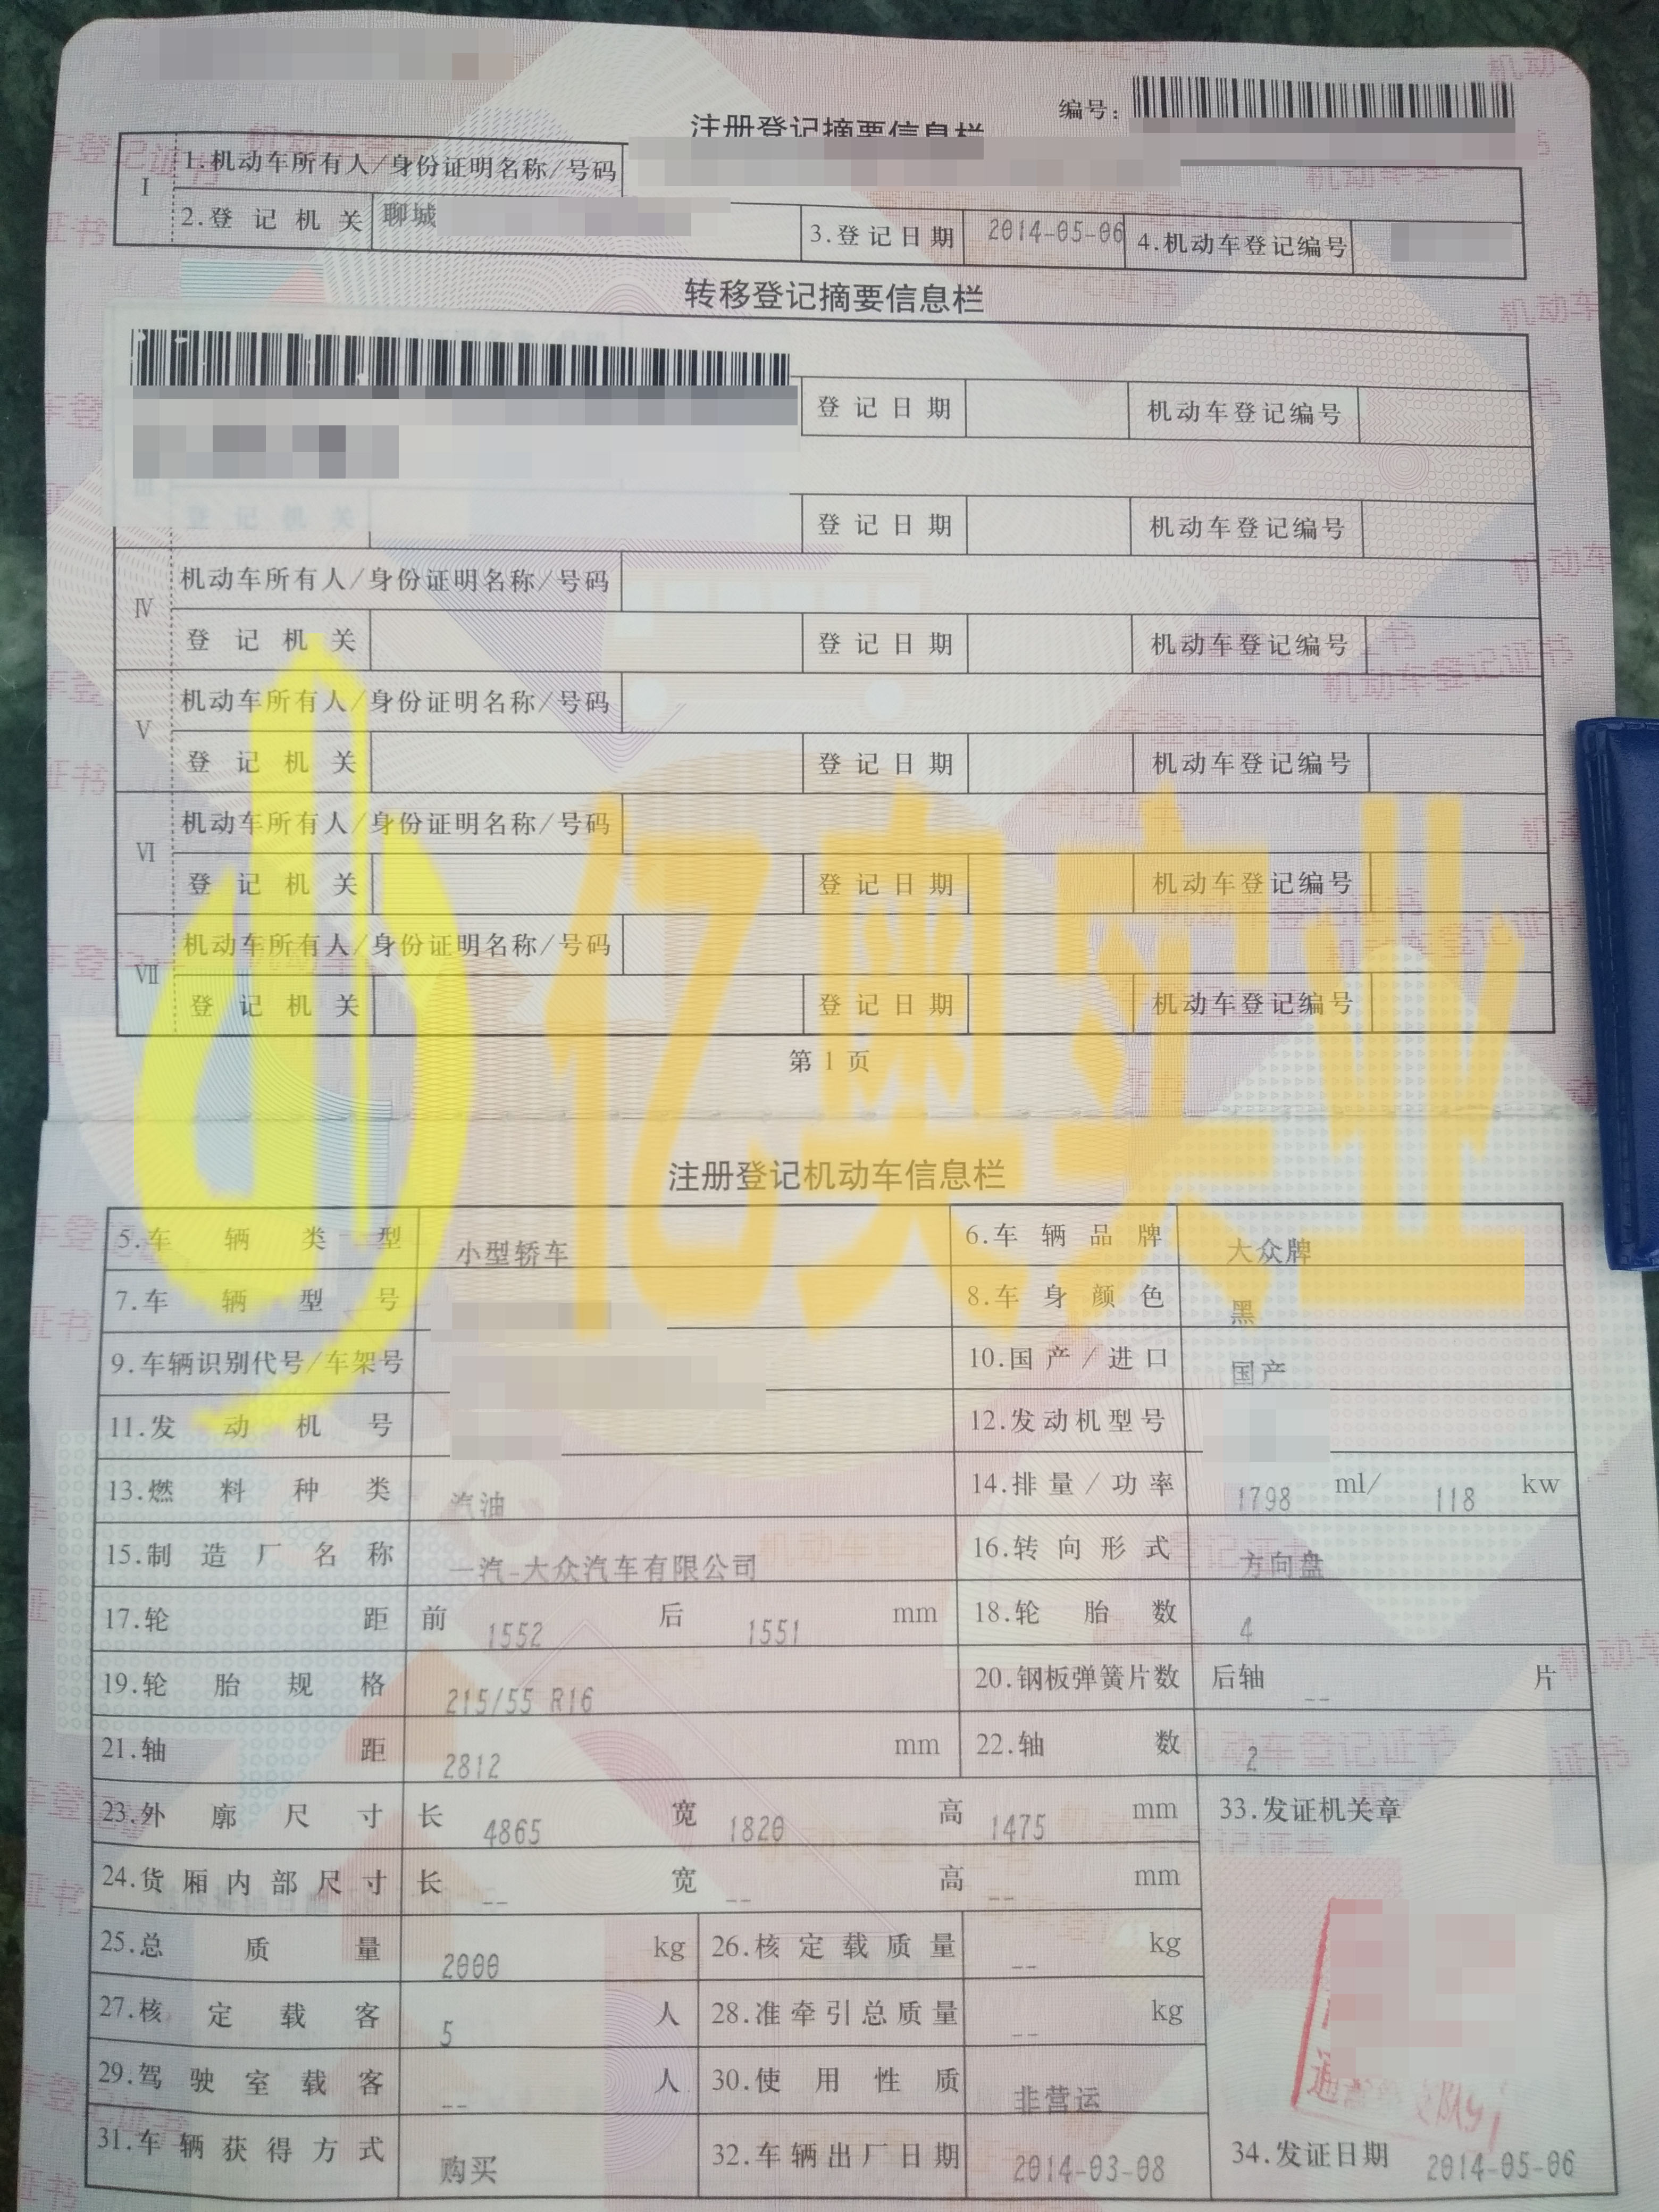 编号：
注册登记摘要信息栏
I 1.机动车所有人/身份证明名称/号码
2.登记机关 聊城 3.登记日期 2014-05-06 4.机动车登记编号
转移登记摘要信息栏
登记日期 机动车登记编号
III
登记机关 登记日期 机动车登记编号
IV 机动车所有人/身份证明名称/号码
登记机关 登记日期 机动车登记编号
V 机动车所有人/身份证明名称/号码
登记机关 登记日期 机动车登记编号
VI 机动车所有人/身份证明名称/号码
登记机关 登记日期 机动车登记编号
VII 机动车所有人/身份证明名称/号码
登记机关 登记日期 机动车登记编号
亿奥实业
第 1 页
注册登记机动车信息栏
5.车辆类型 小型轿车 6.车辆品牌 大众牌
7.车辆型号 8.车身颜色 黑
9.车辆识别代号/车架号 10.国产/进口 国产
11.发动机号 12.发动机型号
13.燃料种类 汽油 14.排量/功率 1798 ml/ 118 kw
15.制造厂名称 一汽-大众汽车有限公司 16.转向形式 方向盘
17.轮距 前 1552 后 1551 mm 18.轮胎数 4
19.轮胎规格 215/55 R16 20.钢板弹簧片数 后轴 -- 片
21.轴距 2812 mm 22.轴数 2
23.外廓尺寸 长 4865 宽 1820 高 1475 mm 33.发证机关章
24.货厢内部尺寸 长 -- 宽 -- 高 -- mm
25.总质量 2000 kg 26.核定载质量 -- kg
27.核定载客 5 人 28.准牵引总质量 -- kg
29.驾驶室载客 -- 人 30.使用性质 非营运
31.车辆获得方式 购买 32.车辆出厂日期 2014-03-08 34.发证日期 2014-05-06